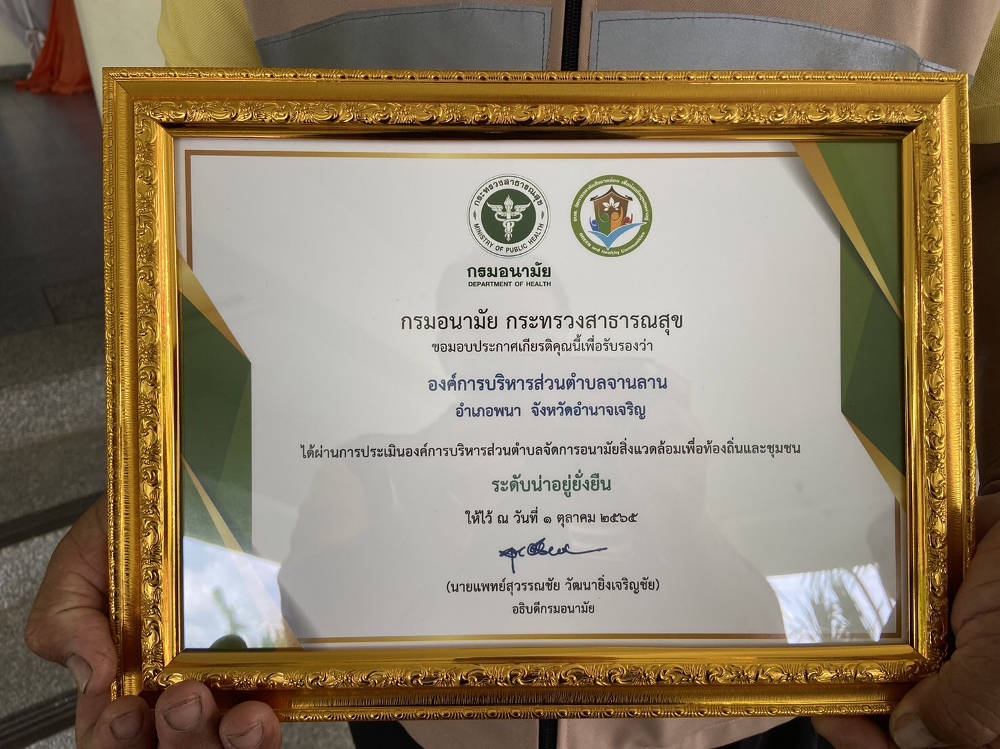 กระทรวงสาธารณสุข
MINISTRY OF PUBLIC HEALTH
กรมอนามัย
DEPARTMENT OF HEALTH
GREEN and Healthy Communities
กรมอนามัย กระทรวงสาธารณสุข
ขอมอบประกาศเกียรติคุณนี้เพื่อรับรองว่า
องค์การบริหารส่วนตำบลจานลาน
อำเภอพนา จังหวัดอำนาจเจริญ
ได้ผ่านการประเมินองค์การบริหารส่วนตำบลจัดการอนามัยสิ่งแวดล้อมเพื่อท้องถิ่นและชุมชน
ระดับน่าอยู่ยั่งยืน
ให้ไว้ ณ วันที่ ๑ ตุลาคม ๒๕๖๕
(นายแพทย์สุวรรณชัย วัฒนายิ่งเจริญชัย)
อธิบดีกรมอนามัย